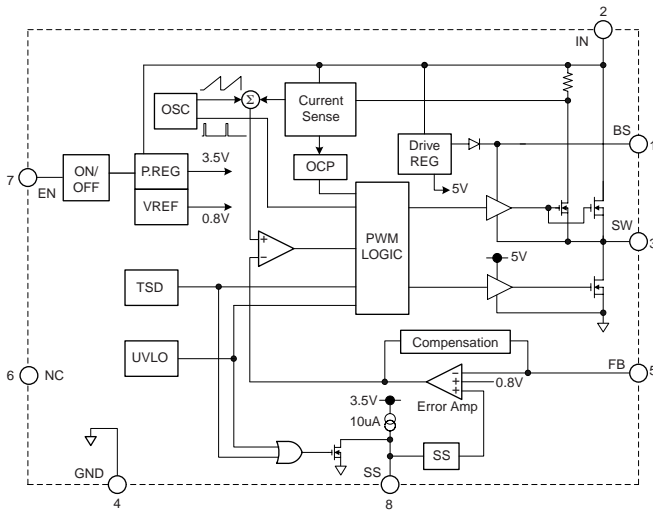 2
IN
OSC
Σ
Current
Sense
BS
1
7
EN
ON/
OFF
P.REG
3.5V
VREF
0.8V
OCP
Drive
REG
5V
SW
3
+
−
PWM
LOGIC
5V
TSD
UVLO
6
NC
Compensation
FB
5
−
+
+
0.8V
Error Amp
3.5V
10uA
SS
GND
4
SS
8